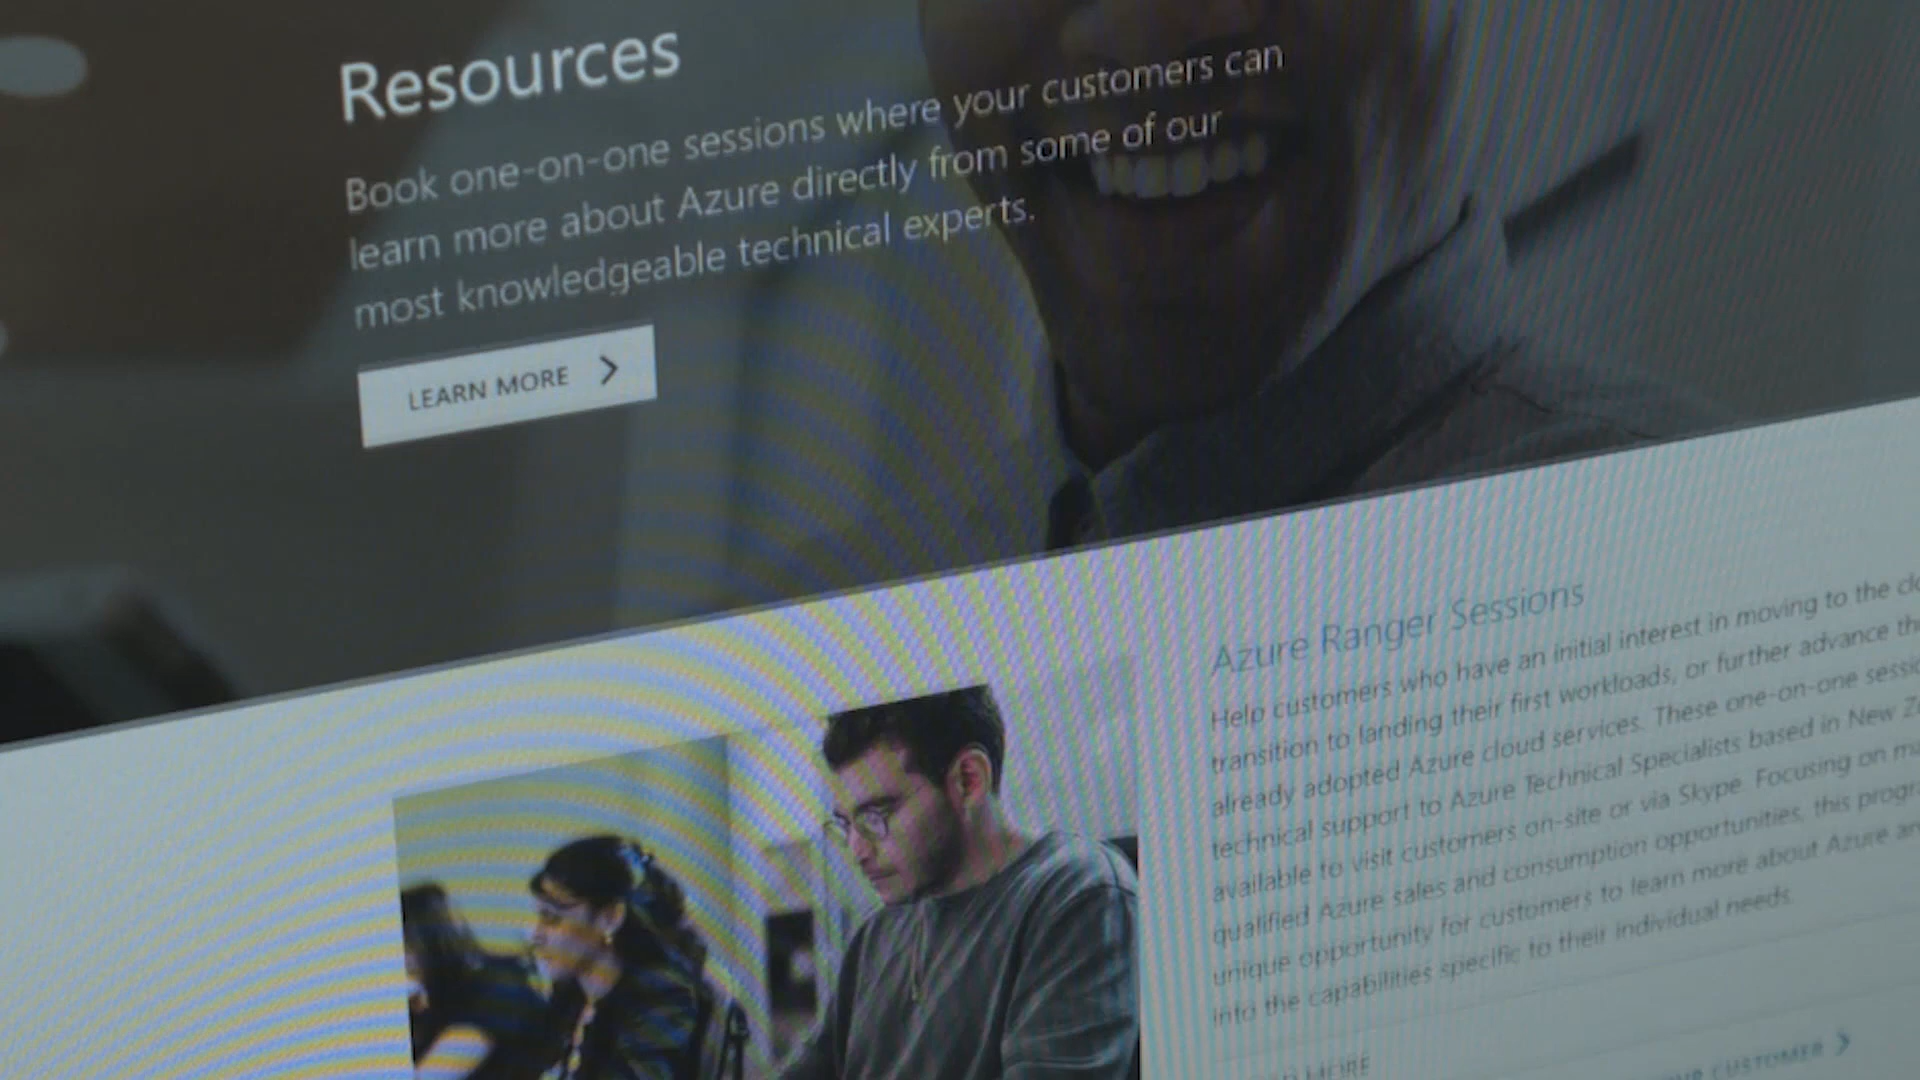 Resources
Book one-on-one sessions where your customers can
learn more about Azure directly from some of our
most knowledgeable technical experts.
LEARN MORE
Azure Ranger Sessions
Help customers who have an initial interest in moving to the
transition to landing their first workloads, or further advance
already adopted Azure cloud services. These one-on-one
technical support to Azure Technical Specialists based in New
available to visit customers on-site or via Skype. Focusing on
qualified Azure sales and consumption opportunities, this
unique opportunity for customers to learn more about Azure
into the capabilities specific to their individual needs.
MORE
CUSTOMER